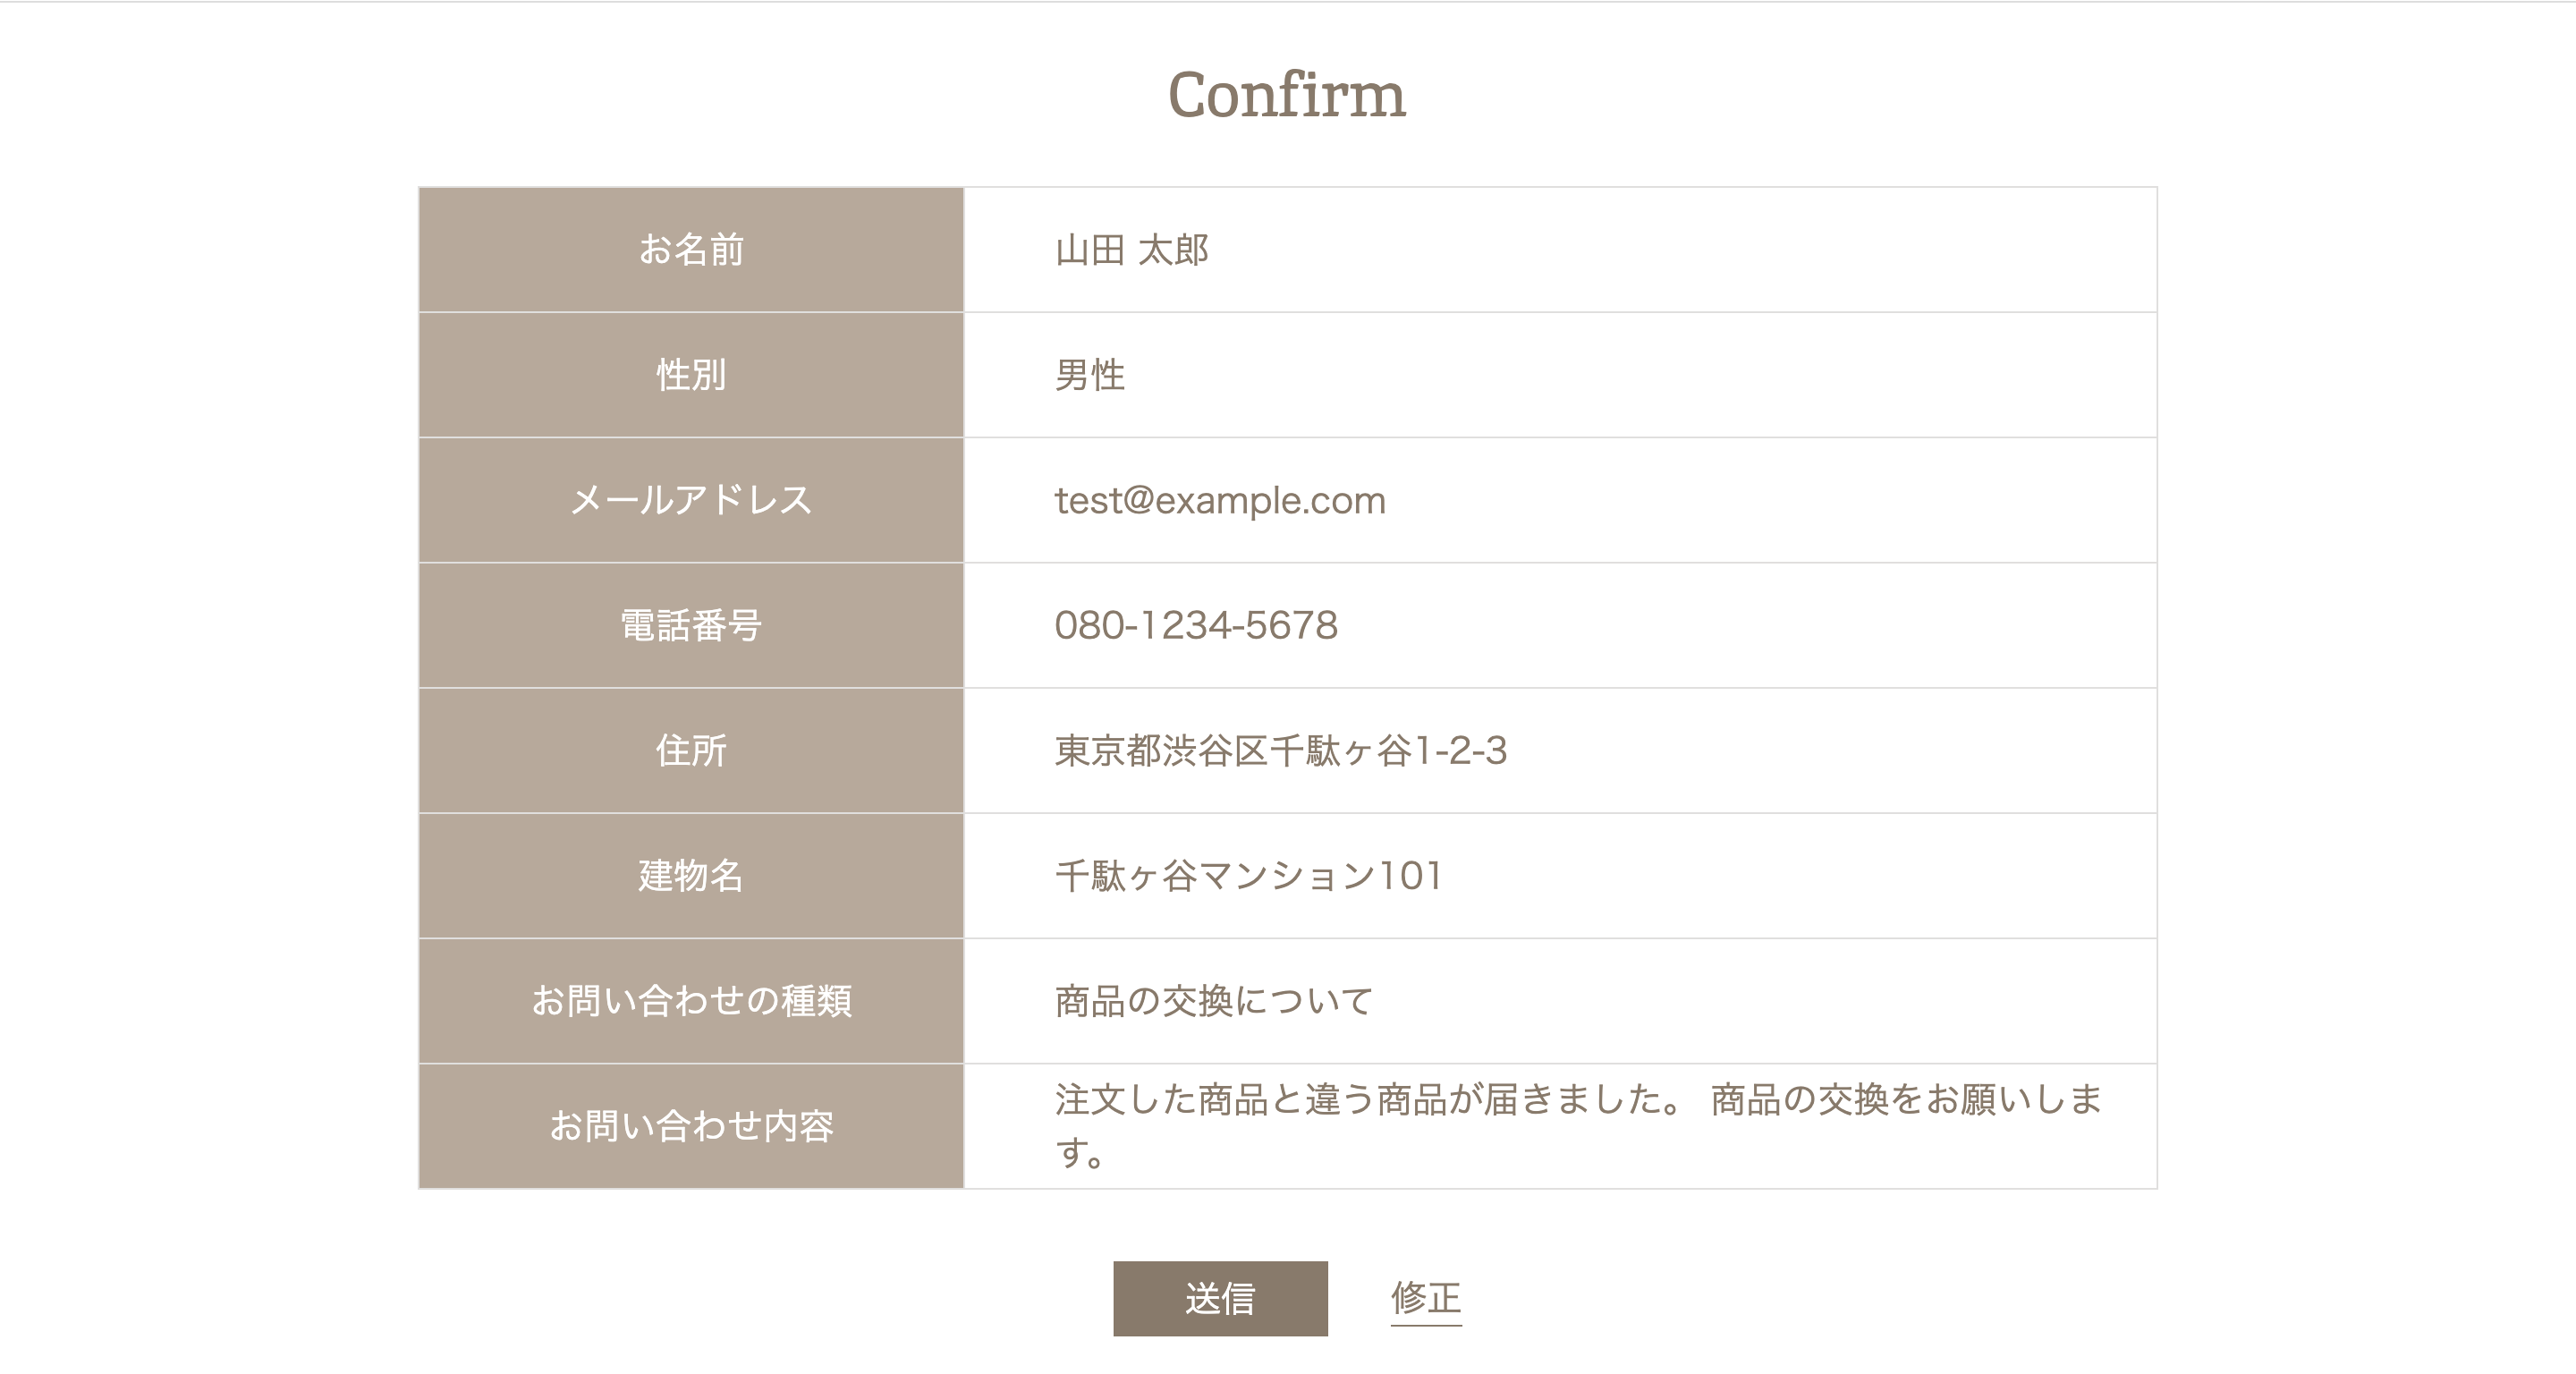 Confirm
お名前 山田 太郎
性別 男性
メールアドレス test@example.com
電話番号 080-1234-5678
住所 東京都渋谷区千駄ヶ谷1-2-3
建物名 千駄ヶ谷マンション101
お問い合わせの種類 商品の交換について
お問い合わせ内容 注文した商品と違う商品が届きました。 商品の交換をお願いしま
す。
送信 修正